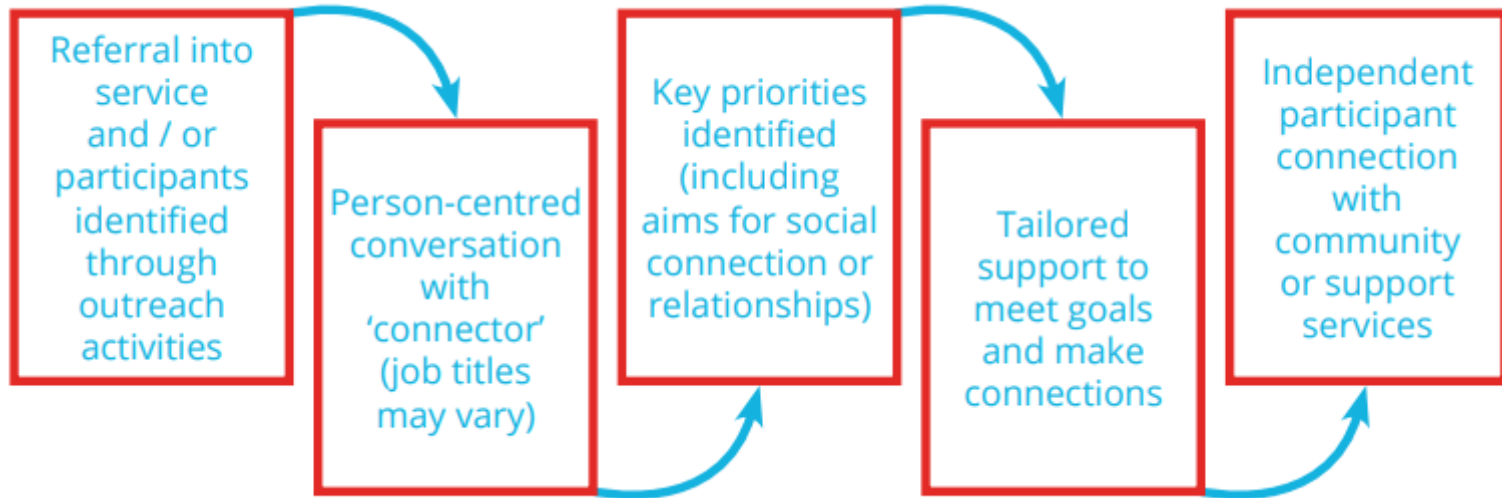 Referral into
service
and / or
participants
identified
through
outreach
activities
Person-centred
conversation
with
‘connector’
(job titles
may vary)
Key priorities
identified
(including
aims for social
connection or
relationships)
Tailored
support to
meet goals
and make
connections
Independent
participant
connection
with
community
or support
services